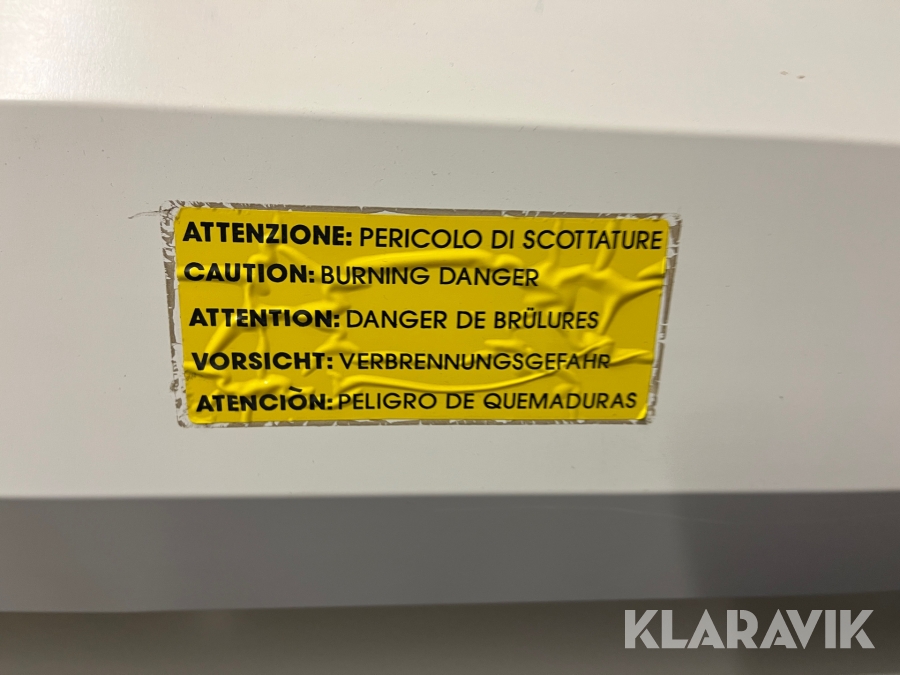 ATTENZIONE: PERICOLO DI SCOTTATURE
CAUTION: BURNING DANGER
ATTENTION: DANGER DE BRÜLURES
VORSICHT: VERBRENNUNGSGEFAHR
ATENCIÒN: PELIGRO DE QUEMADURAS
KLARAVIK